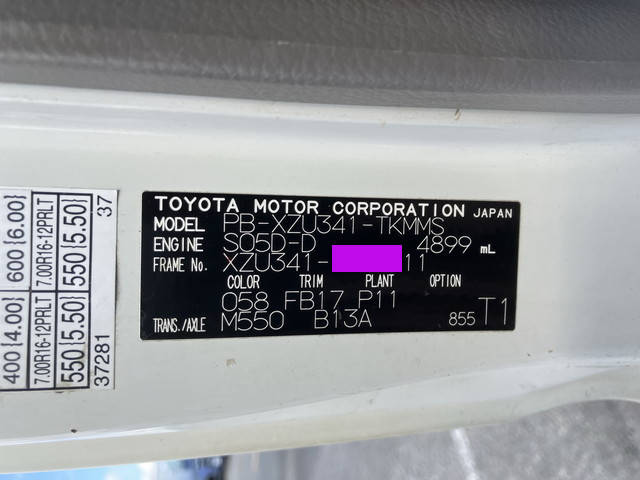 TOYOTA MOTOR CORPORATION JAPAN
MODEL PB-XZU341-TKMMS
ENGINE S05D-D 4899 mL
FRAME No. XZU341- 11
COLOR TRIM PLANT OPTION
058 FB17 P11
TRANS./AXLE M550 B13A 855 T1
400(4.00) 600(6.00)
7.00R16-12PRLT 7.00R16-12PRLT
550(5.50) 550(5.50)
37281 37